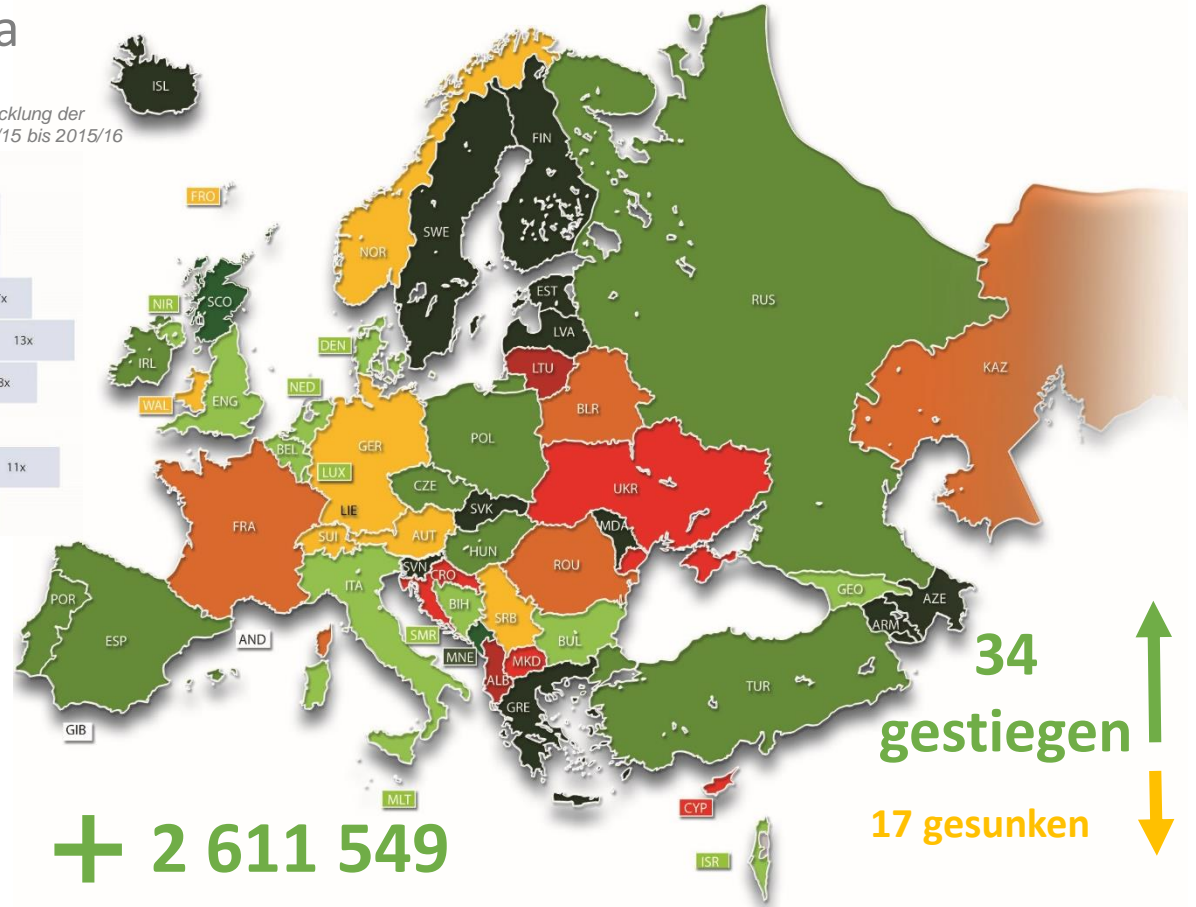 a
cklung der
/15 bis 2015/16
x
13x
8x
11x
ISL
FRO
FIN
SWE
NOR
RUS
NIR
SCO
EST
LVA
IRL
DEN
LTU
KAZ
WAL
ENG
NED
BLR
BEL
GER
POL
LUX
CZE
UKR
FRA
LIE
SVK
MDA
SUI
AUT
HUN
SVN
CRO
ROU
ITA
BIH
SRB
GEO
AZE
POR
ESP
AND
SMR
BUL
ARM
MNE
MKD
ALB
TUR
GRE
GIB
MLT
CYP
ISR
34
gestiegen
17 gesunken
+ 2 611 549